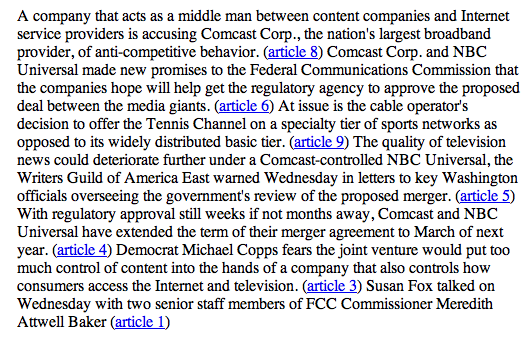 A company that acts as a middle man between content companies and Internet
service providers is accusing Comcast Corp., the nation's largest broadband
provider, of anti-competitive behavior. (article 8) Comcast Corp. and NBC
Universal made new promises to the Federal Communications Commission that
the companies hope will help get the regulatory agency to approve the proposed
deal between the media giants. (article 6) At issue is the cable operator's
decision to offer the Tennis Channel on a specialty tier of sports networks as
opposed to its widely distributed basic tier. (article 9) The quality of television
news could deteriorate further under a Comcast-controlled NBC Universal, the
Writers Guild of America East warned Wednesday in letters to key Washington
officials overseeing the government's review of the proposed merger. (article 5)
With regulatory approval still weeks if not months away, Comcast and NBC
Universal have extended the term of their merger agreement to March of next
year. (article 4) Democrat Michael Copps fears the joint venture would put too
much control of content into the hands of a company that also controls how
consumers access the Internet and television. (article 3) Susan Fox talked on
Wednesday with two senior staff members of FCC Commissioner Meredith
Attwell Baker (article 1)